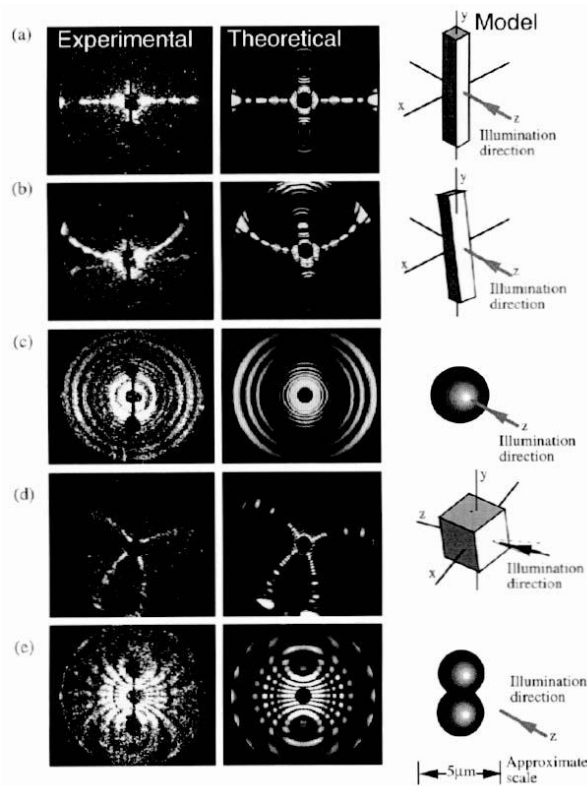 Experimental
Theoretical
Model
(a)
y
x
z
Illumination
direction
(b)
y
x
z
Illumination
direction
(c)
z
Illumination
direction
(d)
y
z
x
Illumination
direction
(e)
Illumination
direction
z
5μm
Approximate
scale